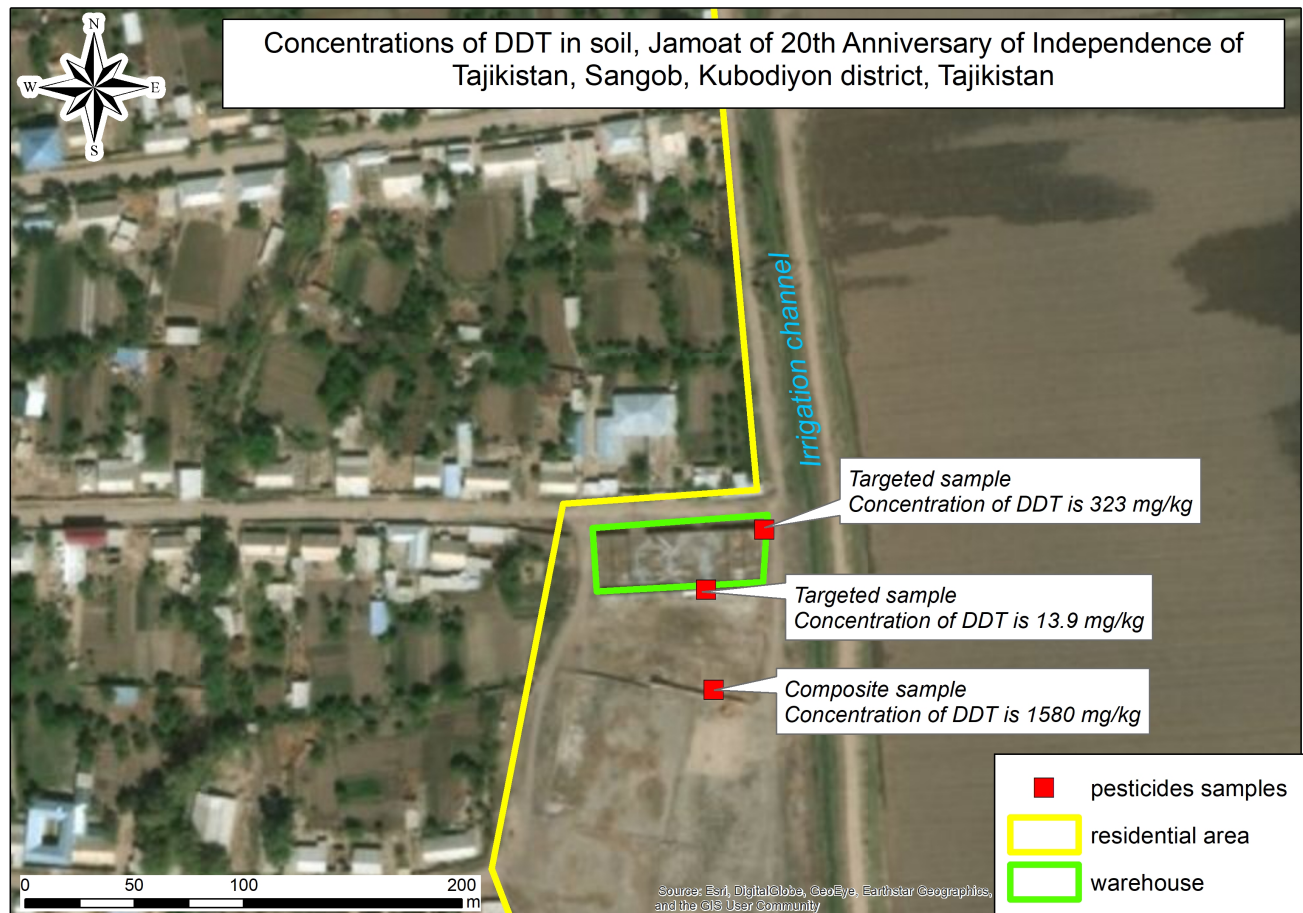 N
W
E
S
Concentrations of DDT in soil, Jamoat of 20th Anniversary of Independence of
Tajikistan, Sangob, Kubodiyon district, Tajikistan
Irrigation channel
Targeted sample
Concentration of DDT is 323 mg/kg
Targeted sample
Concentration of DDT is 13.9 mg/kg
Composite sample
Concentration of DDT is 1580 mg/kg
pesticides samples
residential area
warehouse
0 50 100 200
m
Source: Esri, DigitalGlobe, GeoEye, Earthstar Geographics,
and the GIS User Community